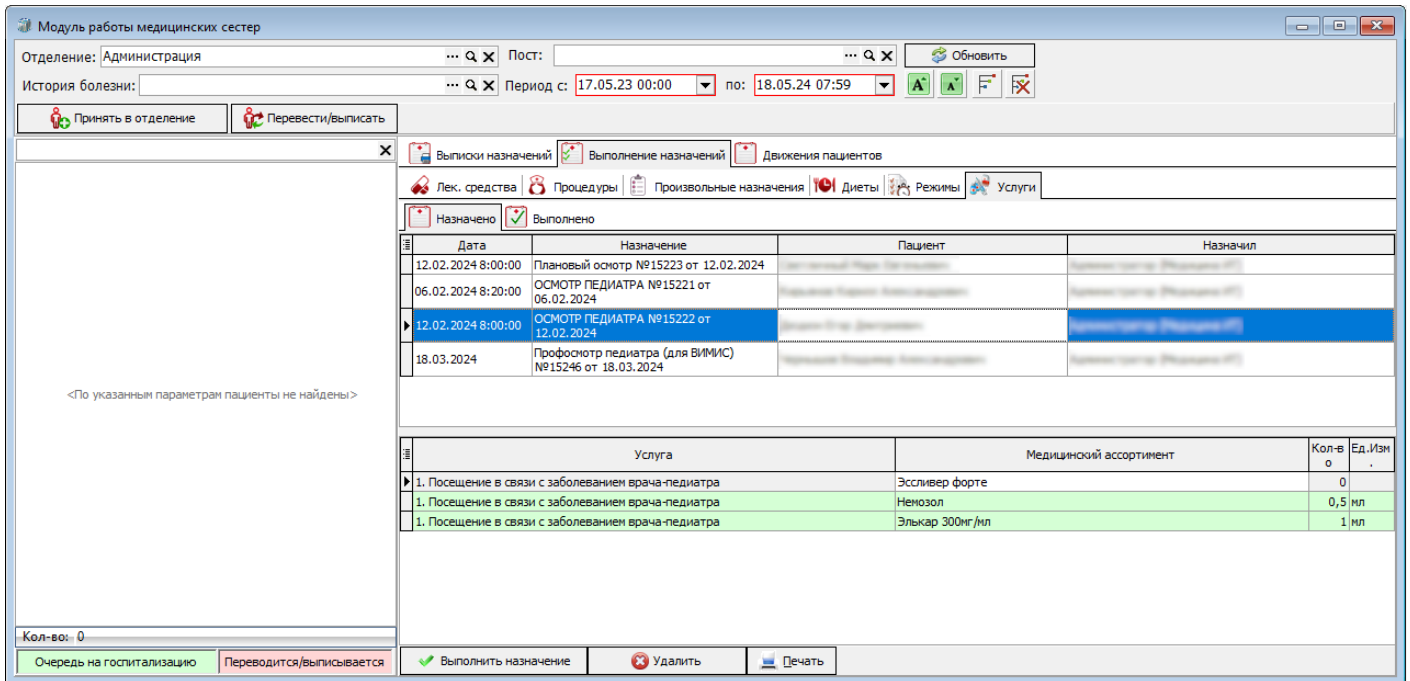 Модуль работы медицинских сестер
Отделение: Администрация Пост: Обновить
История болезни: Период с: 17.05.23 00:00 по: 18.05.24 07:59
Принять в отделение Перевести/выписать
Выписки назначений Выполнение назначений Движения пациентов
Лек. средства Процедуры Произвольные назначения Диеты Режимы Услуги
Назначено Выполнено
Дата Назначение Пациент Назначил
12.02.2024 8:00:00 Плановый осмотр №15223 от 12.02.2024
06.02.2024 8:20:00 ОСМОТР ПЕДИАТРА №15221 от
06.02.2024
12.02.2024 8:00:00 ОСМОТР ПЕДИАТРА №15222 от
12.02.2024
18.03.2024 Профосмотр педиатра (для ВИМИС)
№15246 от 18.03.2024
<По указанным параметрам пациенты не найдены>
Услуга Медицинский ассортимент Кол-в Ед.Изм
о .
1. Посещение в связи с заболеванием врача-педиатра Эссливер форте 0
1. Посещение в связи с заболеванием врача-педиатра Немозол 0,5 мл
1. Посещение в связи с заболеванием врача-педиатра Элькар 300мг/мл 1 мл
Кол-во: 0
Очередь на госпитализацию Переводится/выписывается Выполнить назначение Удалить Печать